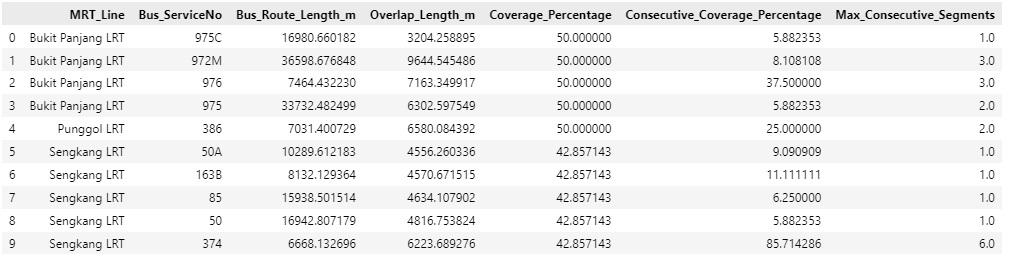 MRT_Line Bus_ServiceNo Bus_Route_Length_m Overlap_Length_m Coverage_Percentage Consecutive_Coverage_Percentage Max_Consecutive_Segments
0 Bukit Panjang LRT 975C 16980.660182 3204.258895 50.000000 5.882353 1.0
1 Bukit Panjang LRT 972M 36598.676848 9644.545486 50.000000 8.108108 3.0
2 Bukit Panjang LRT 976 7464.432230 7163.349917 50.000000 37.500000 3.0
3 Bukit Panjang LRT 975 33732.482499 6302.597549 50.000000 5.882353 2.0
4 Punggol LRT 386 7031.400729 6580.084392 50.000000 25.000000 2.0
5 Sengkang LRT 50A 10289.612183 4556.260336 42.857143 9.090909 1.0
6 Sengkang LRT 163B 8132.129364 4570.671515 42.857143 11.111111 1.0
7 Sengkang LRT 85 15938.501514 4634.107902 42.857143 6.250000 1.0
8 Sengkang LRT 50 16942.807179 4816.753824 42.857143 5.882353 1.0
9 Sengkang LRT 374 6668.132696 6223.689276 42.857143 85.714286 6.0